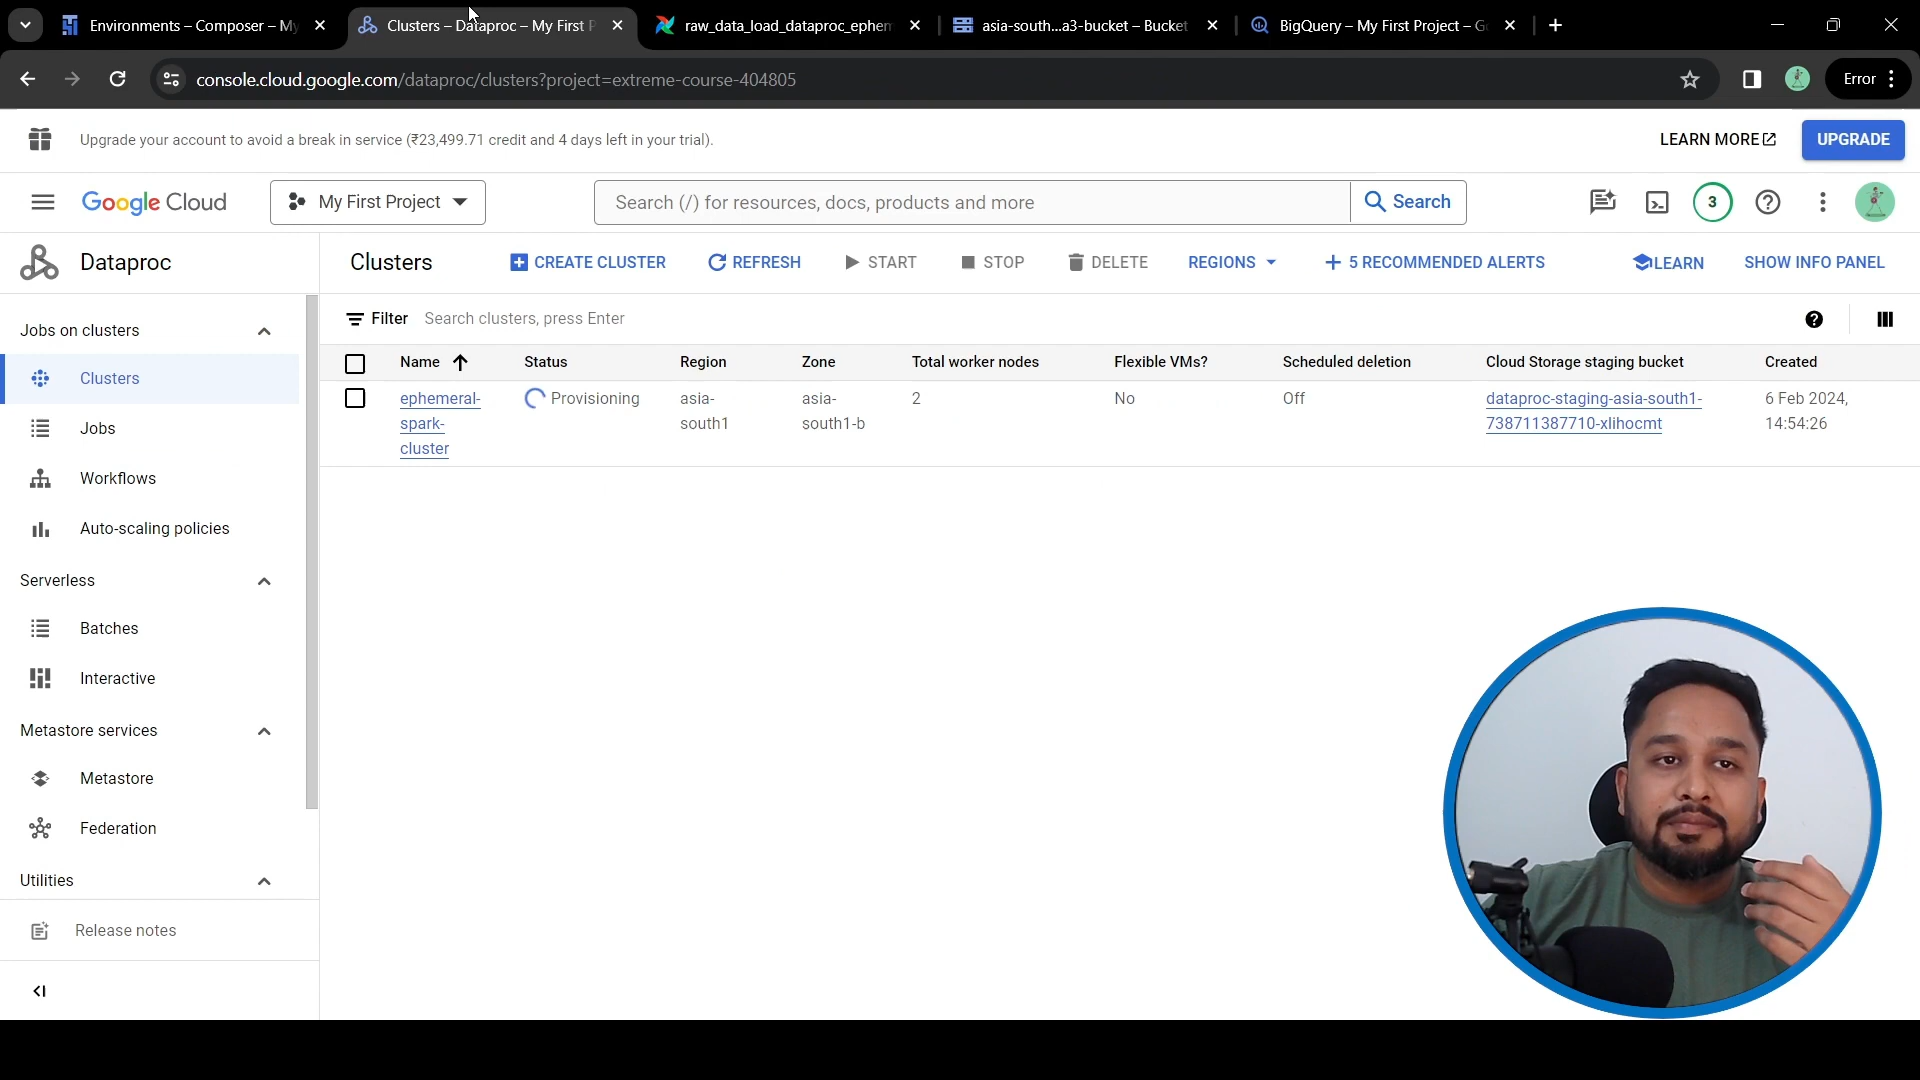 Environments – Composer – My
Clusters – Dataproc – My First P
raw_data_load_dataproc_ephem
asia-south...a3-bucket – Bucket
BigQuery – My First Project – G
console.cloud.google.com/dataproc/clusters?project=extreme-course-404805
Error
Upgrade your account to avoid a break in service (₹23,499.71 credit and 4 days left in your trial).
LEARN MORE
UPGRADE
Google Cloud
My First Project
Search (/) for resources, docs, products and more
Search
3
Dataproc
Clusters
CREATE CLUSTER
REFRESH
START
STOP
DELETE
REGIONS
5 RECOMMENDED ALERTS
LEARN
SHOW INFO PANEL
Jobs on clusters
Clusters
Jobs
Workflows
Auto-scaling policies
Serverless
Batches
Interactive
Metastore services
Metastore
Federation
Utilities
Release notes
Filter Search clusters, press Enter
Name Status Region Zone Total worker nodes Flexible VMs? Scheduled deletion Cloud Storage staging bucket Created
ephemeral- Provisioning asia- asia- 2 No Off dataproc-staging-asia-south1- 6 Feb 2024,
spark- south1 south1-b 738711387710-xlihocmt 14:54:26
cluster